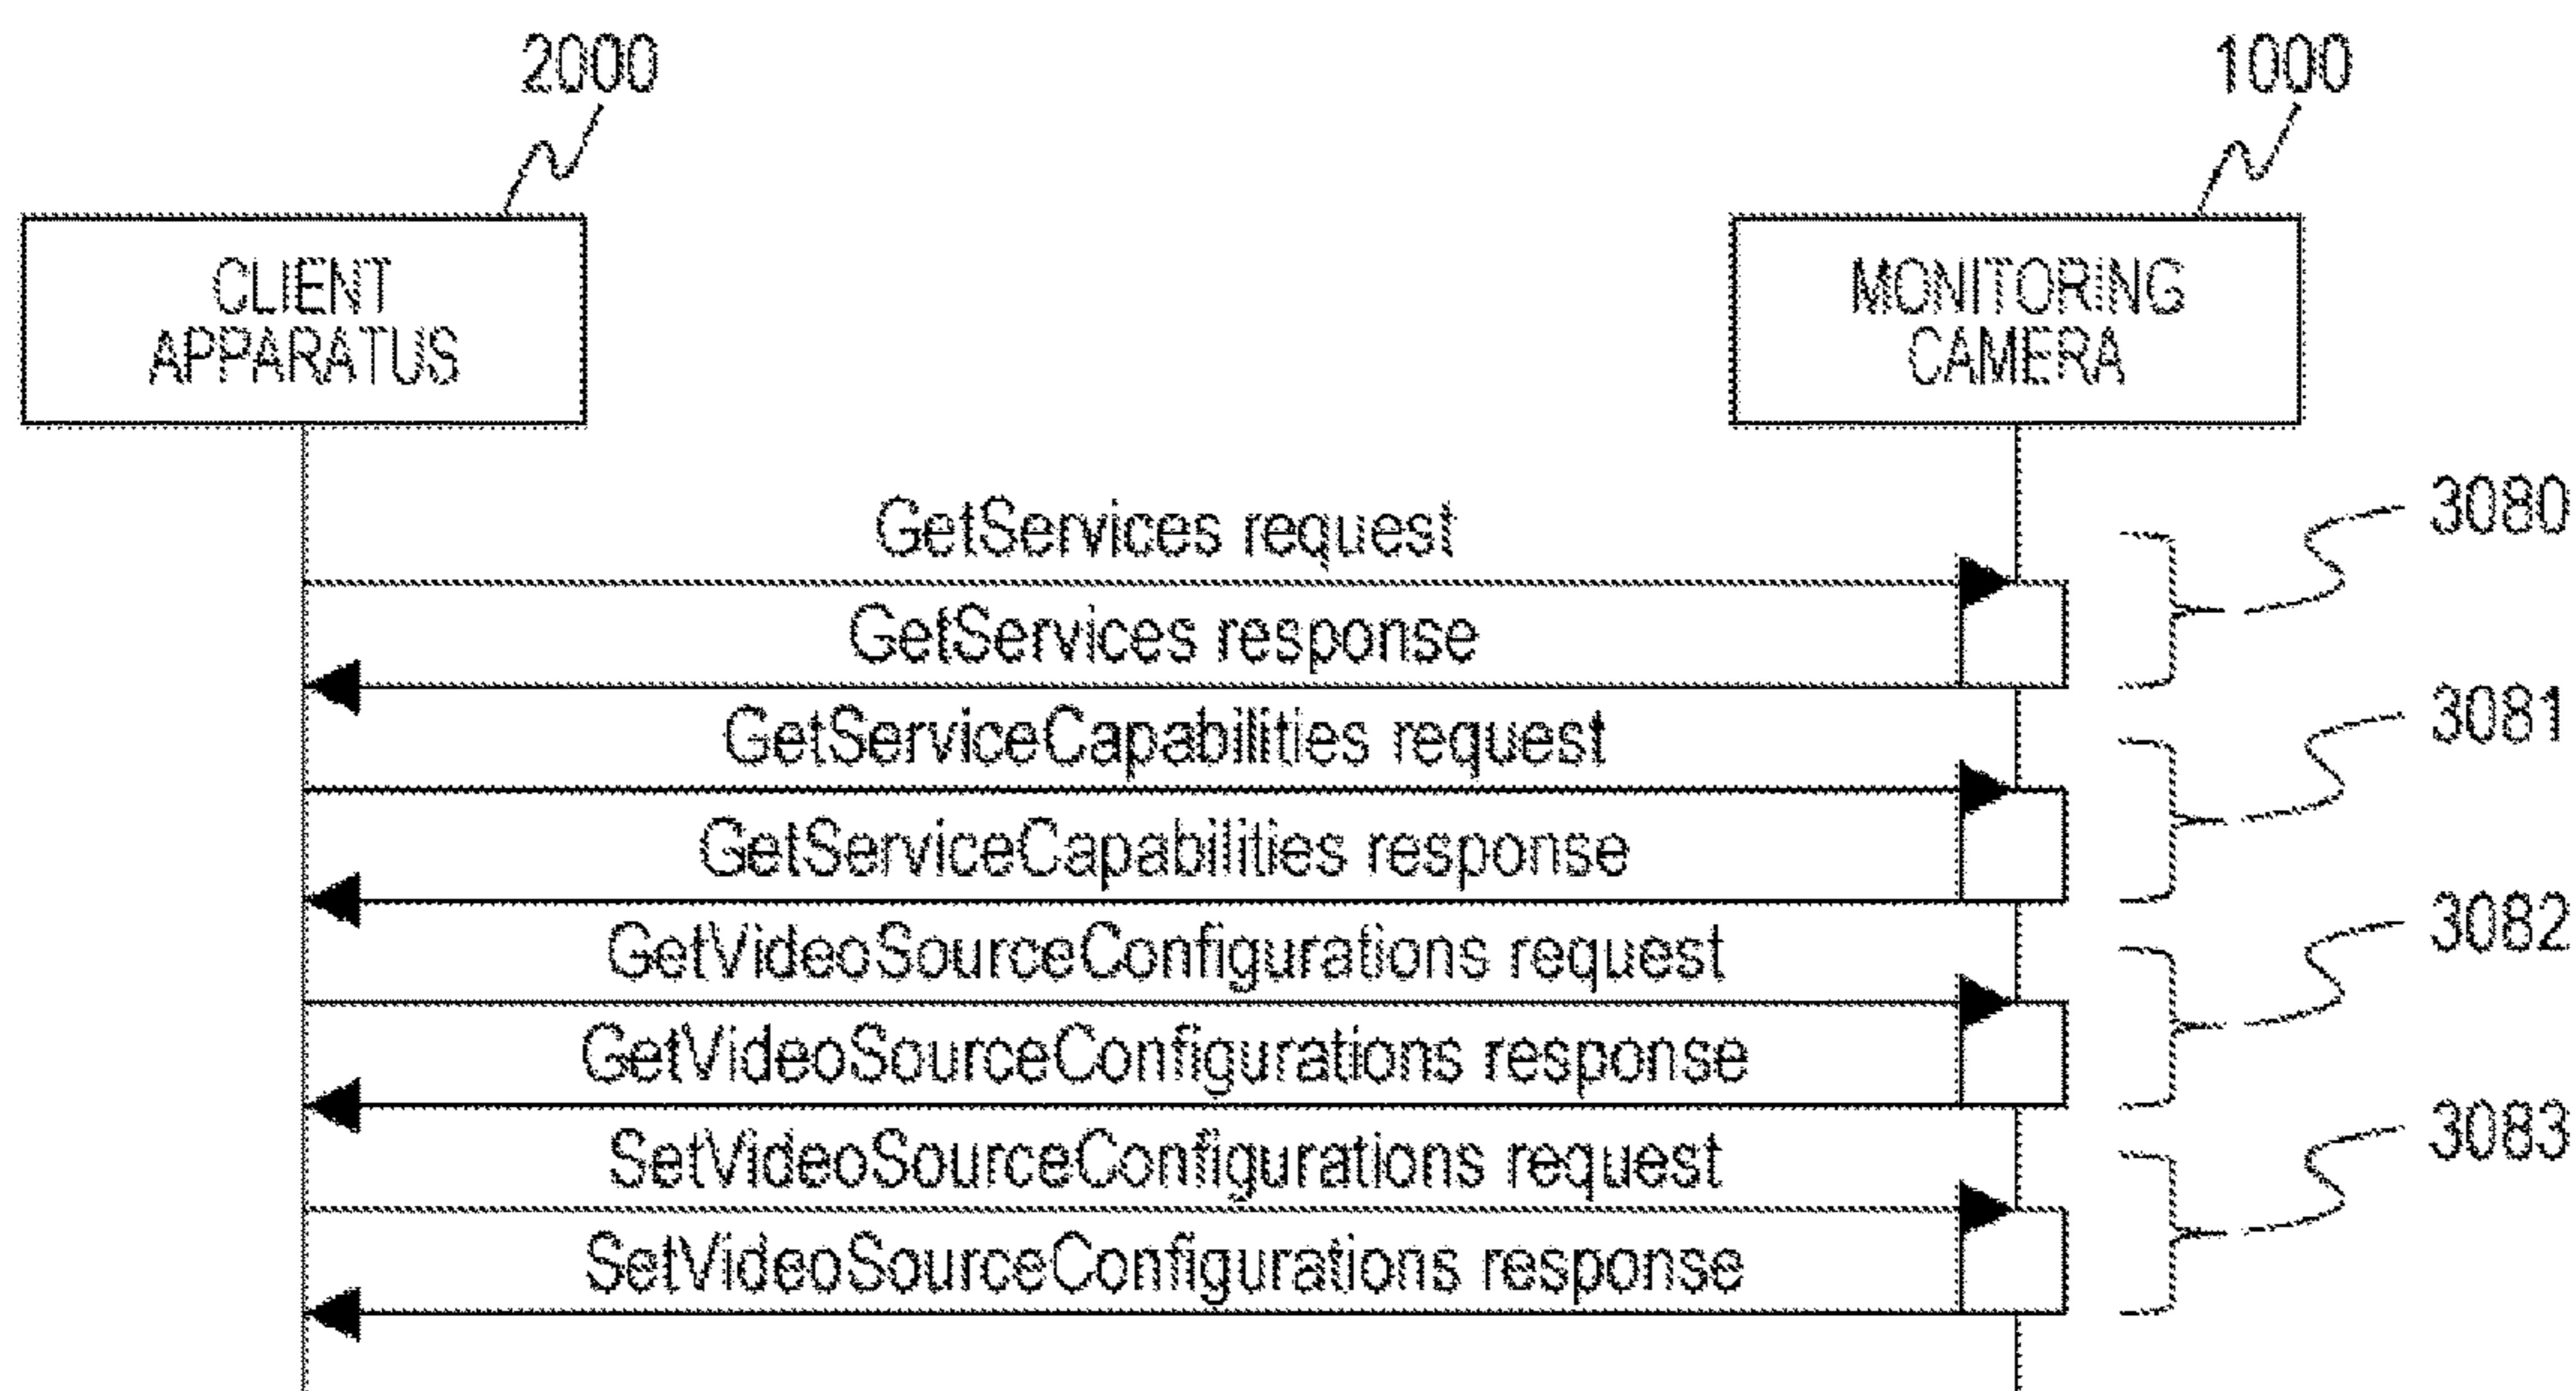 2000
1000
CLIENT
APPARATUS
MONITORING
CAMERA
GetServices request
3080
GetServices response
GetServiceCapabilities request
3081
GetServiceCapabilities response
GetVideoSourceConfigurations request
3082
GetVideoSourceConfigurations response
SetVideoSourceConfigurations request
3083
SetVideoSourceConfigurations response